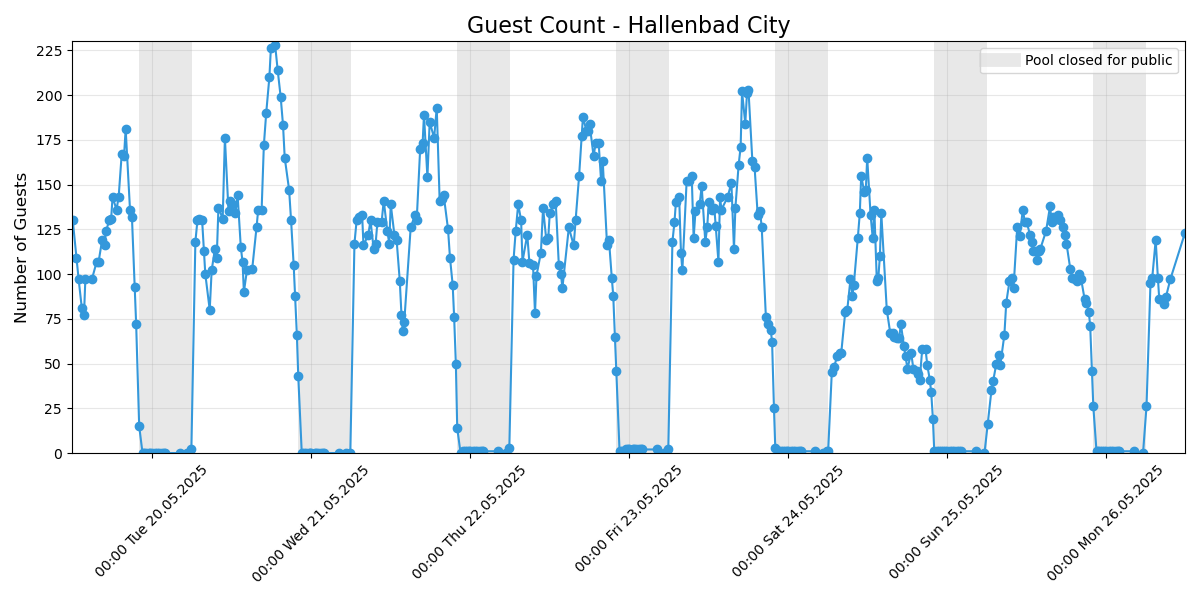 Guest Count - Hallenbad City
Pool closed for public
Number of Guests
225
200
175
150
125
100
75
50
25
0
00:00 Tue 20.05.2025
00:00 Wed 21.05.2025
00:00 Thu 22.05.2025
00:00 Fri 23.05.2025
00:00 Sat 24.05.2025
00:00 Sun 25.05.2025
00:00 Mon 26.05.2025